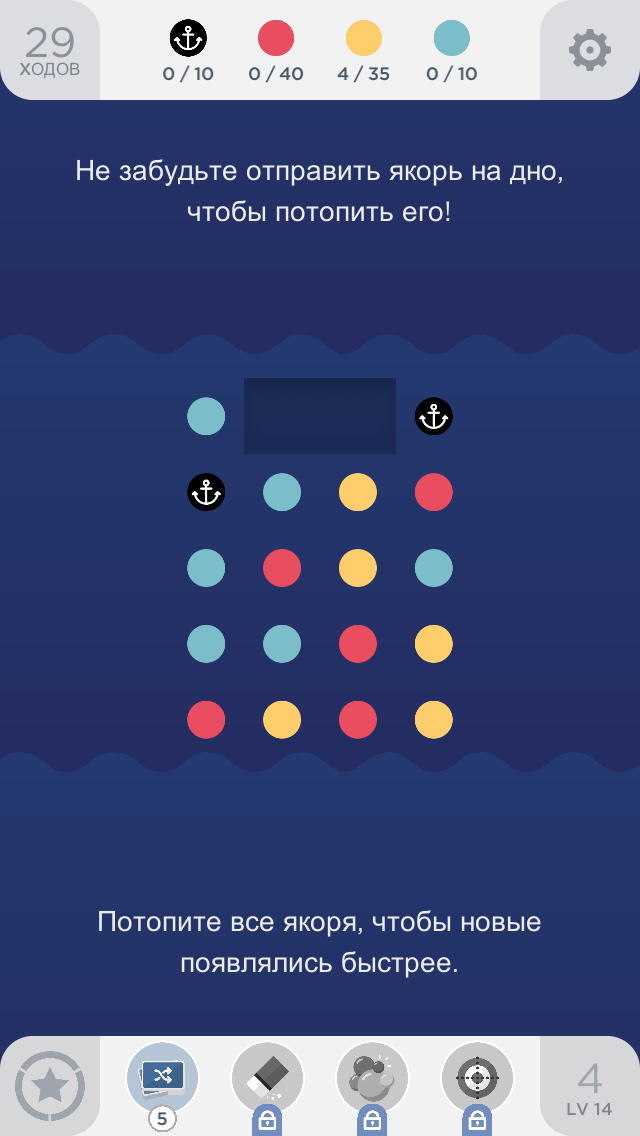 29
ХОДОВ
0 / 10
0 / 40
4 / 35
0 / 10
Не забудьте отправить якорь на дно,
чтобы потопить его!
Потопите все якоря, чтобы новые
появлялись быстрее.
5
4
LV 14